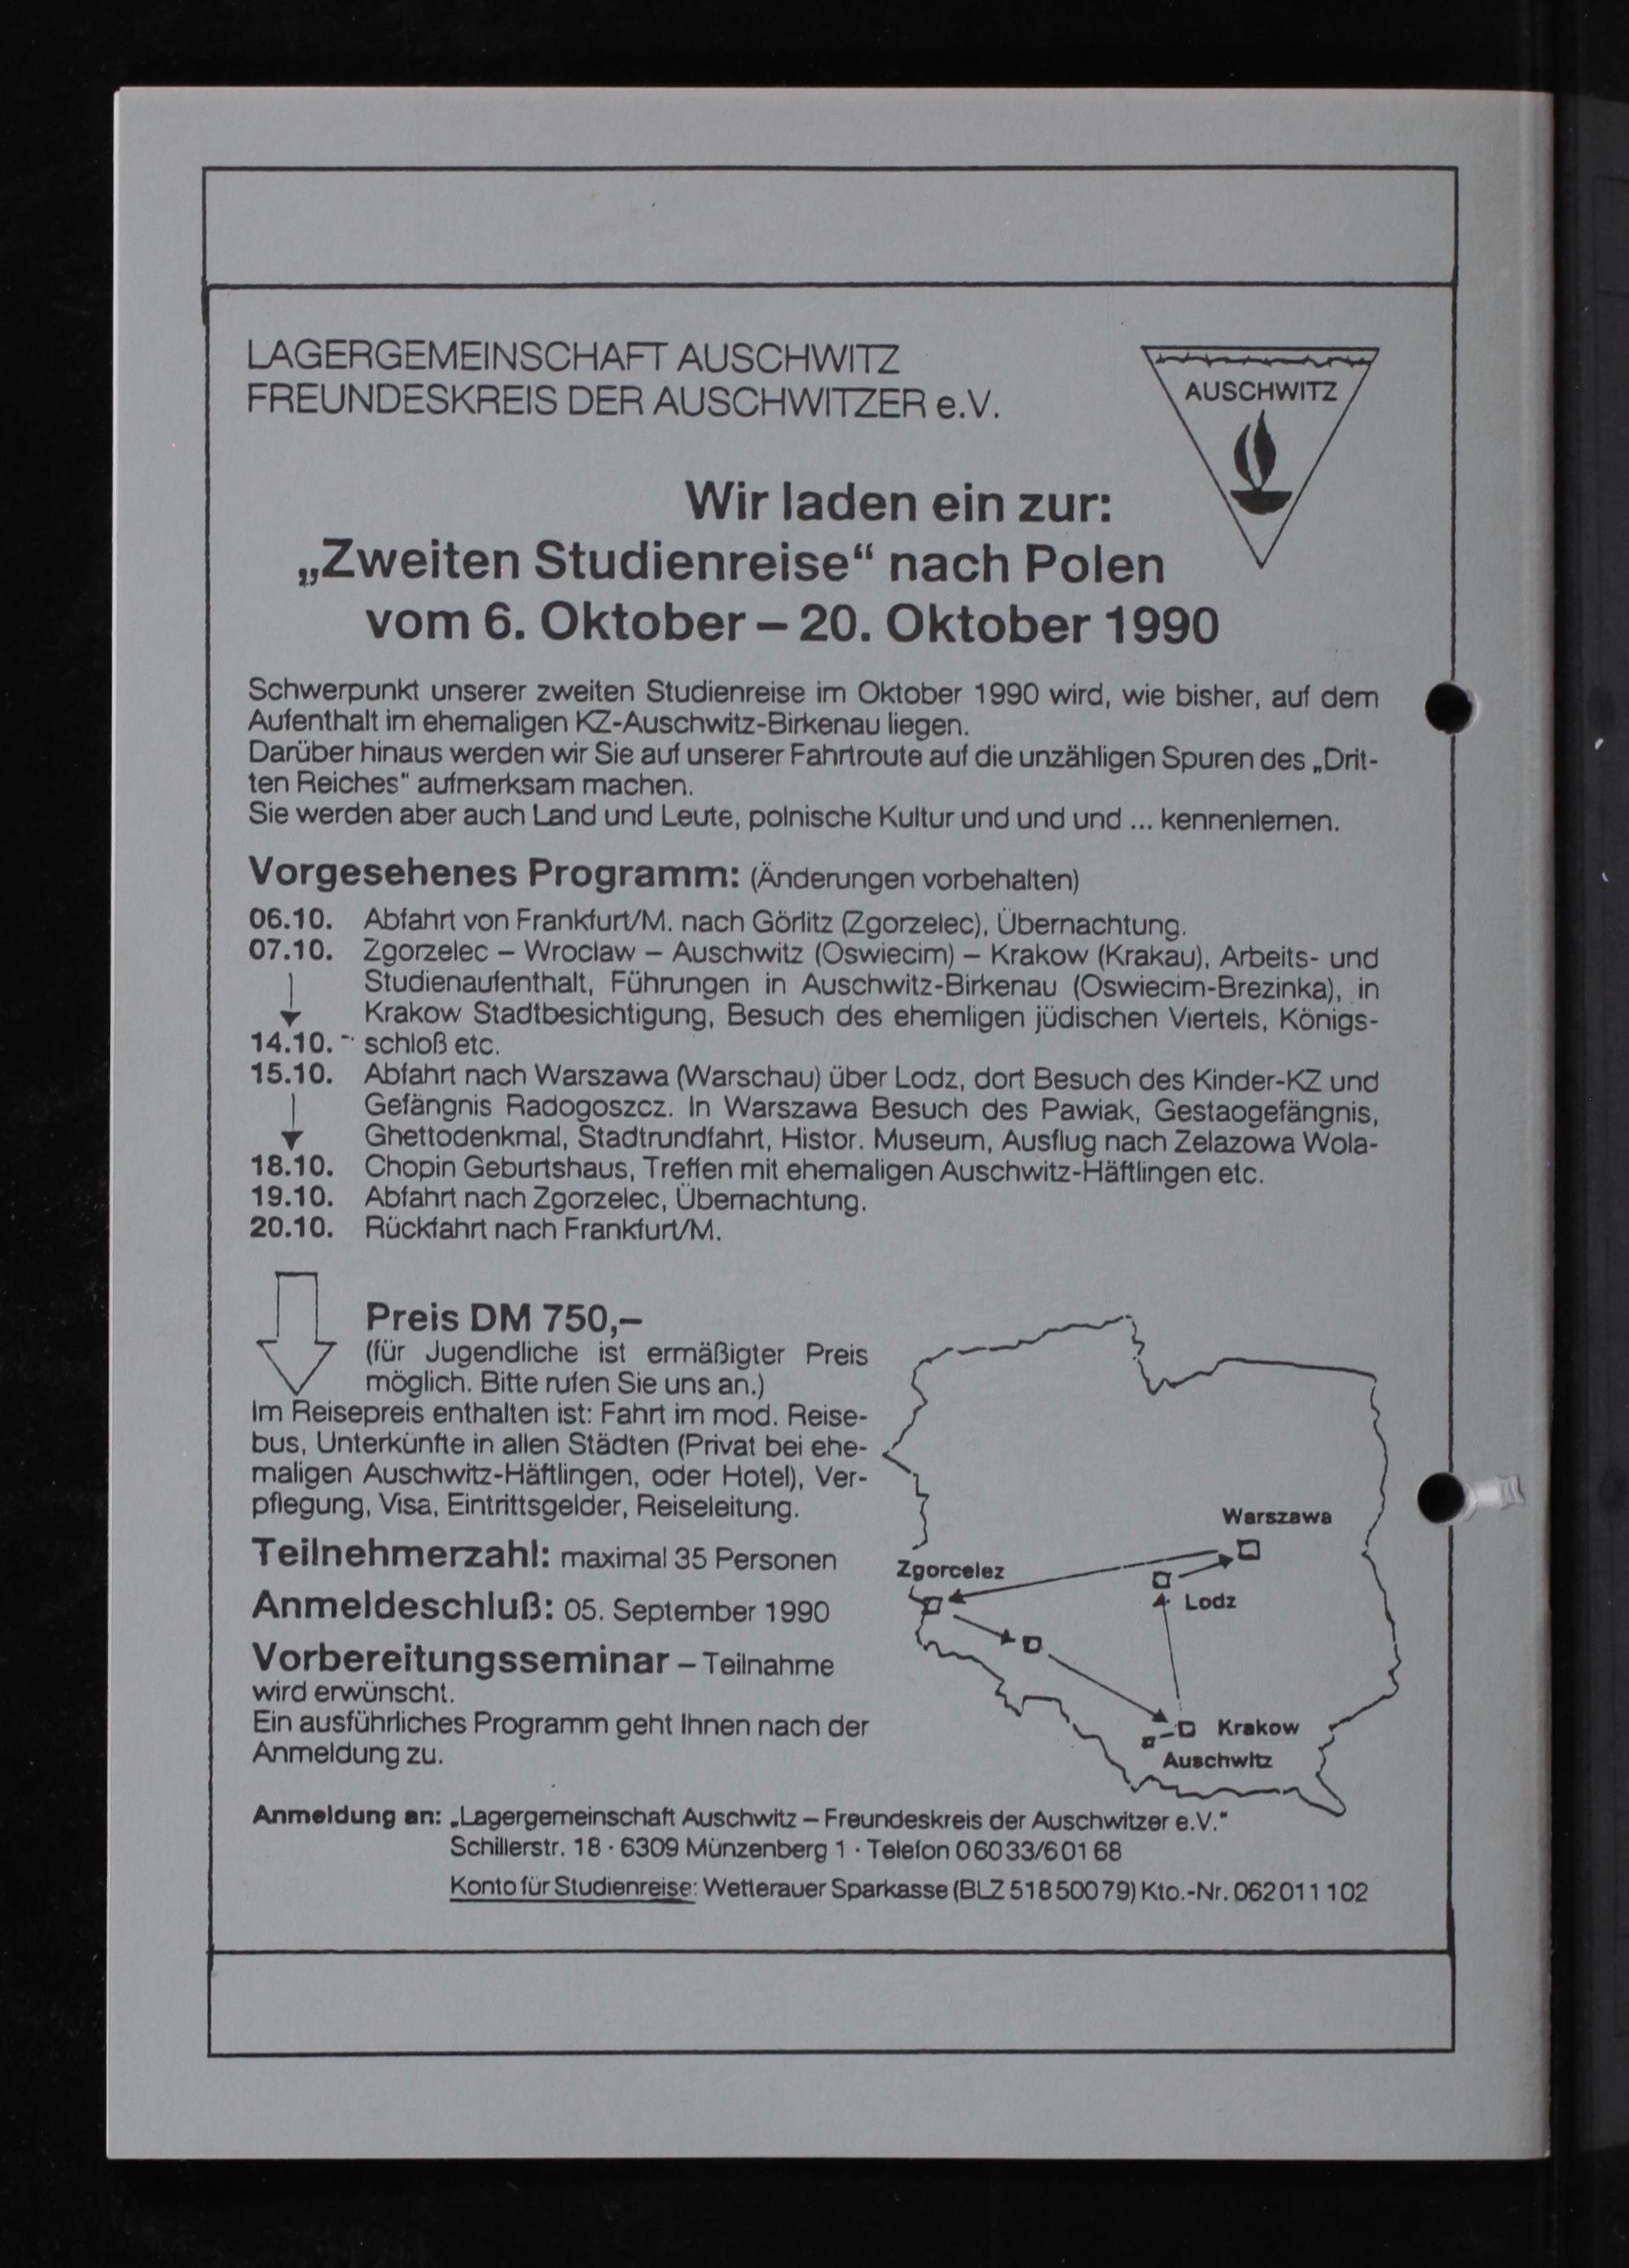 LAGERGEMEINSCHAFT AUSCHWITZ
FREUNDESKREIS DER AUSCHWITZER e.V.
AUSCHWITZ
Wir laden ein zur:
„Zweiten Studienreise“ nach Polen
vom 6. Oktober – 20. Oktober 1990
Schwerpunkt unserer zweiten Studienreise im Oktober 1990 wird, wie bisher, auf dem
Aufenthalt im ehemaligen KZ-Auschwitz-Birkenau liegen.
Darüber hinaus werden wir Sie auf unserer Fahrtroute auf die unzähligen Spuren des „Drit-
ten Reiches“ aufmerksam machen.
Sie werden aber auch Land und Leute, polnische Kultur und und und ... kennenlernen.
Vorgesehenes Programm: (Änderungen vorbehalten)
06.10. Abfahrt von Frankfurt/M. nach Görlitz (Zgorzelec), Übernachtung.
07.10. Zgorzelec – Wroclaw – Auschwitz (Oswiecim) – Krakow (Krakau), Arbeits- und
Studienaufenthalt, Führungen in Auschwitz-Birkenau (Oswiecim-Brezinka), in
Krakow Stadtbesichtigung, Besuch des ehemligen jüdischen Viertels, Königs-
14.10. schloß etc.
15.10. Abfahrt nach Warszawa (Warschau) über Lodz, dort Besuch des Kinder-KZ und
Gefängnis Radogoszcz. In Warszawa Besuch des Pawiak, Gestaogefängnis,
Ghettodenkmal, Stadtrundfahrt, Histor. Museum, Ausflug nach Zelazowa Wola-
18.10. Chopin Geburtshaus, Treffen mit ehemaligen Auschwitz-Häftlingen etc.
19.10. Abfahrt nach Zgorzelec, Übernachtung.
20.10. Rückfahrt nach Frankfurt/M.
Preis DM 750,–
(für Jugendliche ist ermäßigter Preis
möglich. Bitte rufen Sie uns an.)
Im Reisepreis enthalten ist: Fahrt im mod. Reise-
bus, Unterkünfte in allen Städten (Privat bei ehe-
maligen Auschwitz-Häftlingen, oder Hotel), Ver-
pflegung, Visa, Eintrittsgelder, Reiseleitung.
Teilnehmerzahl: maximal 35 Personen
Anmeldeschluß: 05. September 1990
Vorbereitungsseminar – Teilnahme
wird erwünscht.
Ein ausführliches Programm geht Ihnen nach der
Anmeldung zu.
Warszawa
Zgorcelez
Lodz
Krakow
Auschwitz
Anmeldung an: „Lagergemeinschaft Auschwitz – Freundeskreis der Auschwitzer e.V.“
Schillerstr. 18 · 6309 Münzenberg 1 · Telefon 0 60 33/6 01 68
Konto für Studienreise: Wetterauer Sparkasse (BLZ 518 500 79) Kto.-Nr. 062 011 102